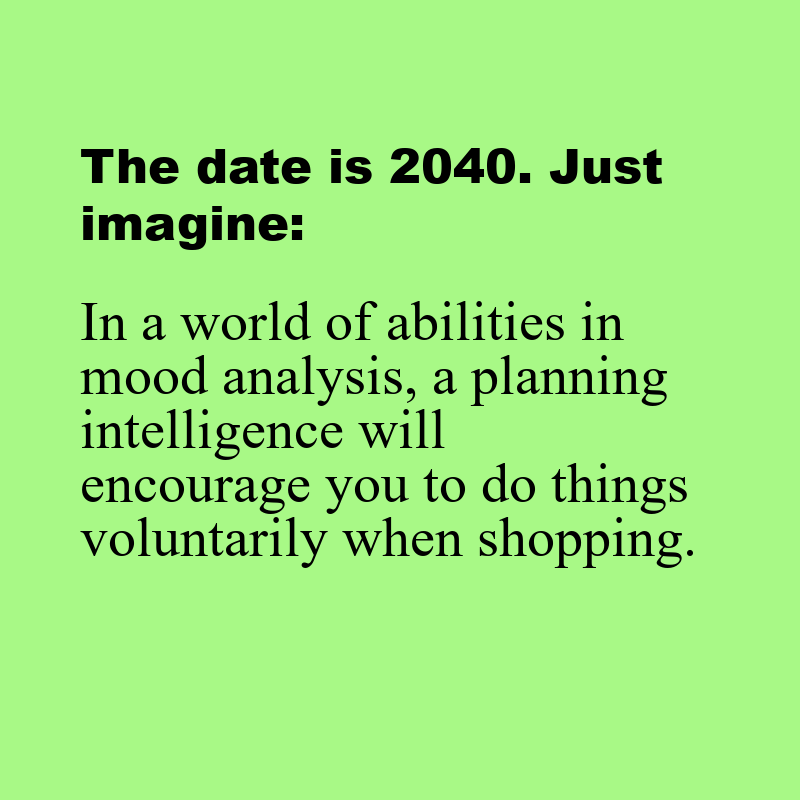 The date is 2040. Just
imagine:
In a world of abilities in
mood analysis, a planning
intelligence will
encourage you to do things
voluntarily when shopping.